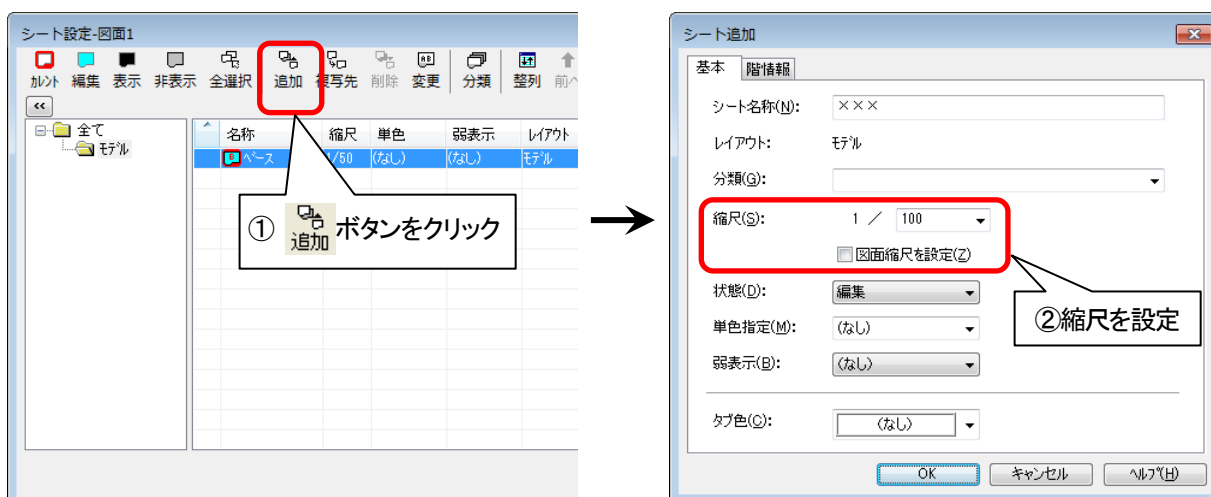 シート設定-図面1
ｶﾚﾝﾄ 編集 表示 非表示 全選択 追加 複写先 削除 変更 分類 整列 前へ
<<
全て
ﾓﾃﾞﾙ
名称 縮尺 単色 弱表示 ﾚｲｱｳﾄ
ﾍﾞｰｽ 1/50 (なし) (なし) ﾓﾃﾞﾙ
① 追加 ボタンをクリック
シート追加
基本 階情報
シート名称(N): ×××
レイアウト: ﾓﾃﾞﾙ
分類(G):
縮尺(S): 1 ／ 100
図面縮尺を設定(Z)
状態(D): 編集
②縮尺を設定
単色指定(M): (なし)
弱表示(B): (なし)
タブ色(C): (なし)
OK キャンセル ﾍﾙﾌﾟ(H)